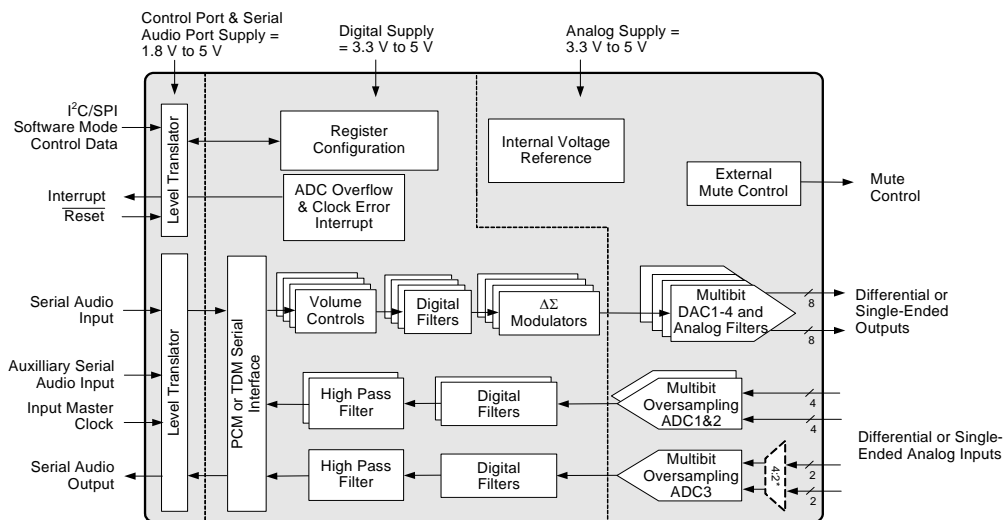 Control Port & Serial
Audio Port Supply =
1.8 V to 5 V
Digital Supply
= 3.3 V to 5 V
Analog Supply =
3.3 V to 5 V
I²C/SPI
Software Mode
Control Data
Level Translator
Register
Configuration
Internal Voltage
Reference
Interrupt
Reset
ADC Overflow
& Clock Error
Interrupt
External
Mute Control
Mute
Control
Serial Audio
Input
Auxilliary Serial
Audio Input
Input Master
Clock
Serial Audio
Output
Level Translator
PCM or TDM Serial
Interface
Volume
Controls
Digital
Filters
ΔΣ
Modulators
Multibit
DAC1-4 and
Analog Filters
8
8
Differential or
Single-Ended
Outputs
High Pass
Filter
Digital
Filters
Multibit
Oversampling
ADC1&2
4
4
High Pass
Filter
Digital
Filters
Multibit
Oversampling
ADC3
4:2*
2
2
Differential or Single-
Ended Analog Inputs